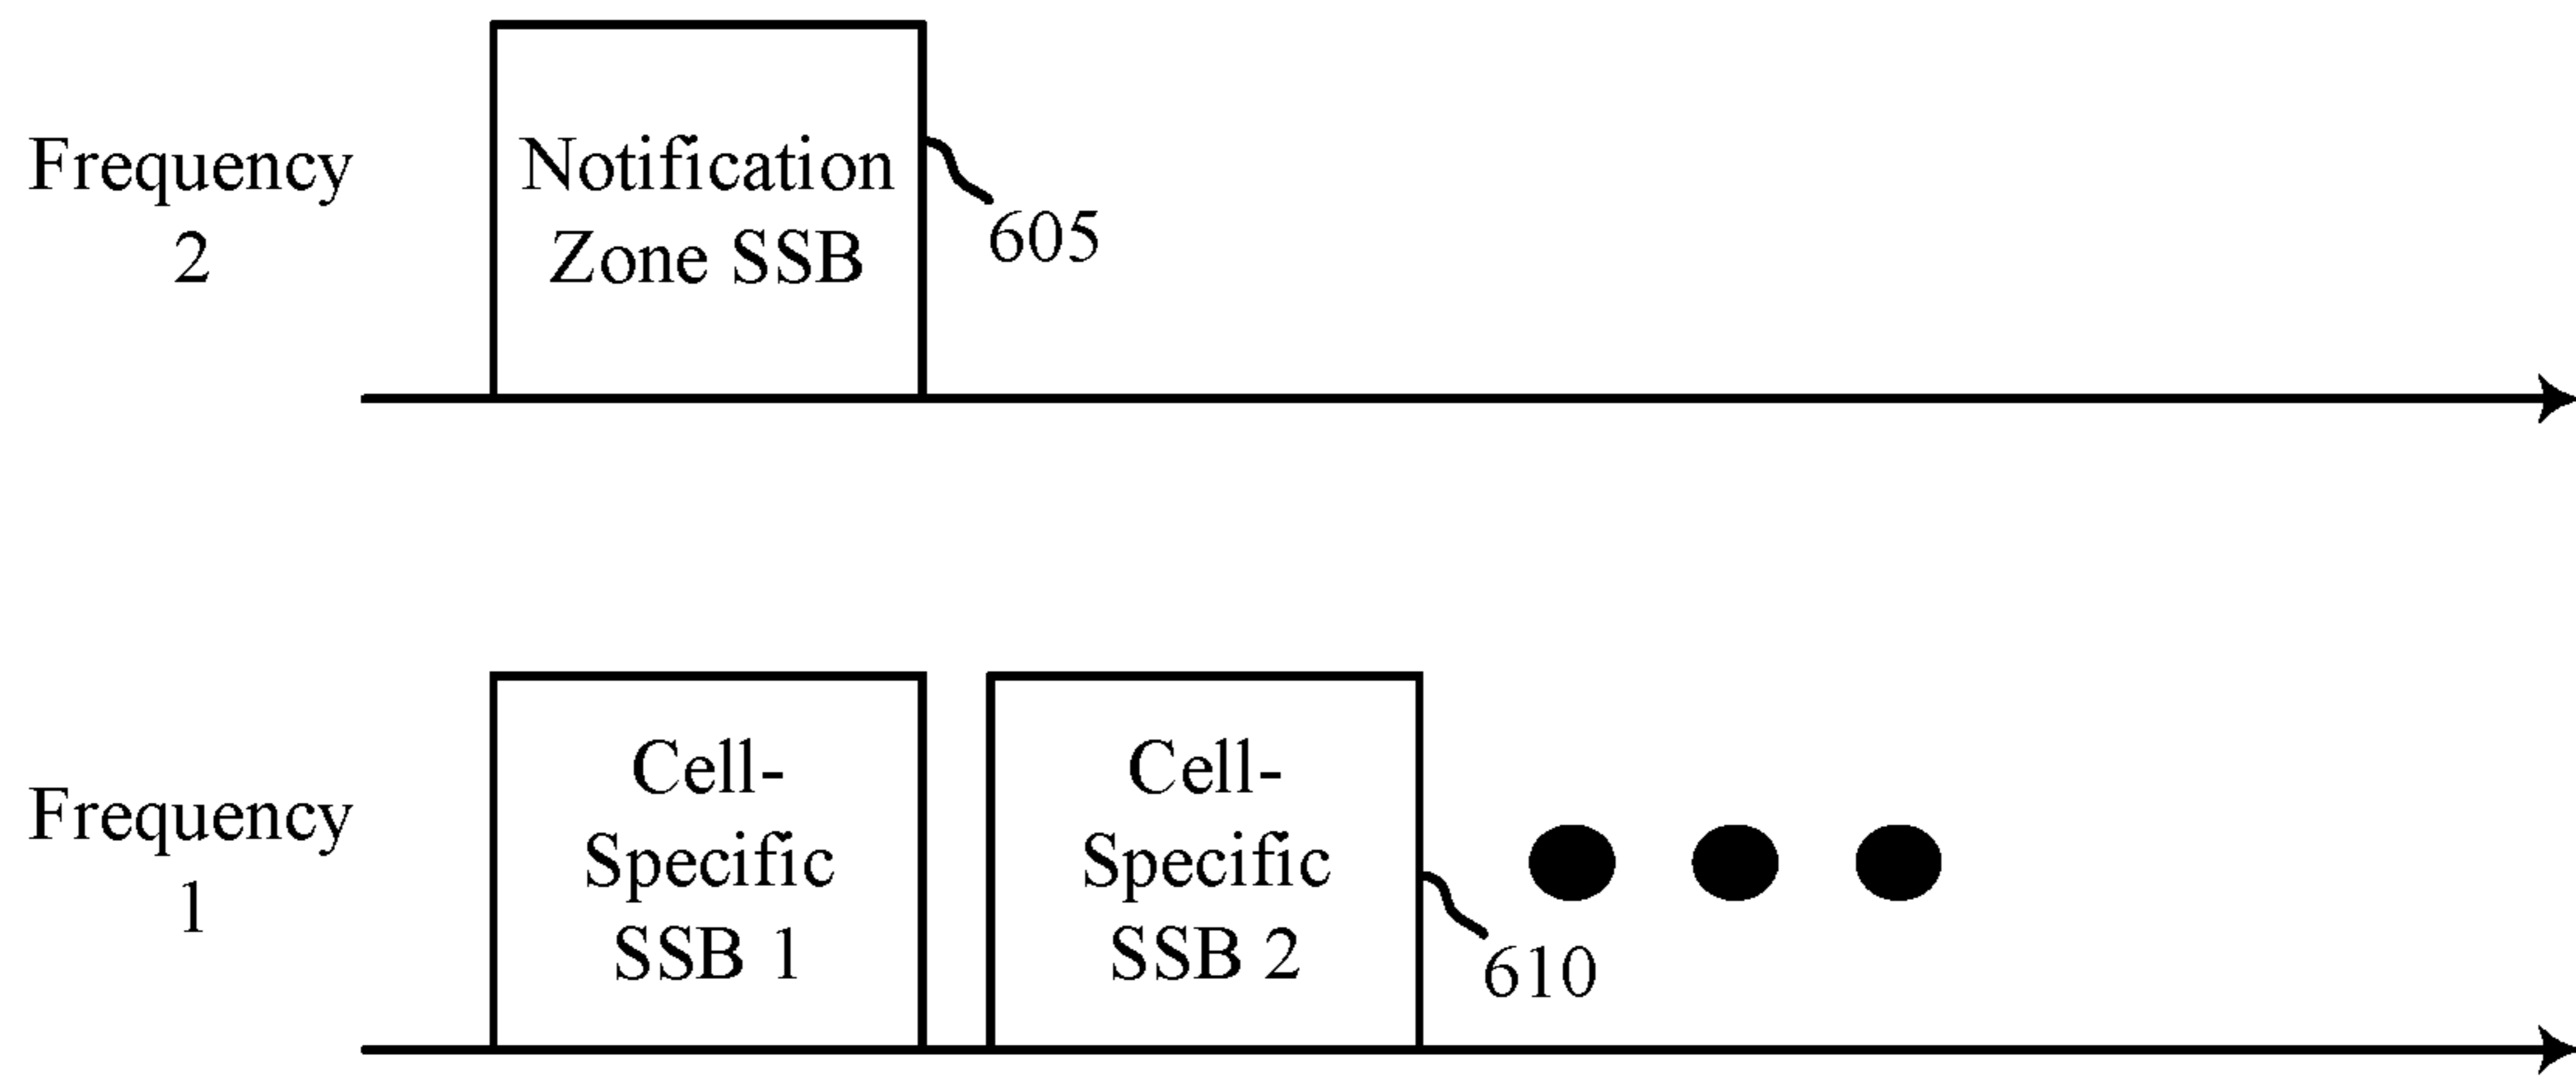 Frequency
2
Notification
Zone SSB
605
Frequency
1
Cell-
Specific
SSB 1
Cell-
Specific
SSB 2
610